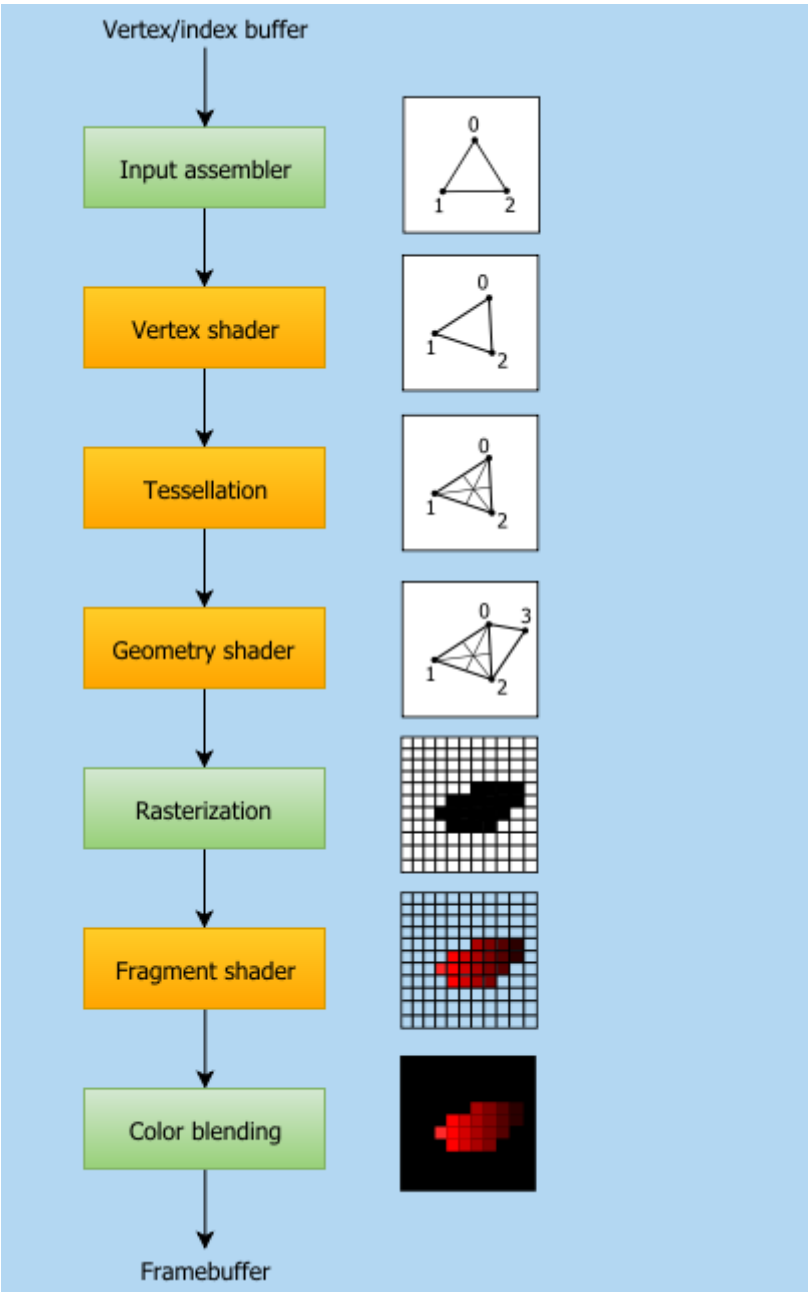 Vertex/index buffer
Input assembler
0
1
2
Vertex shader
0
1
2
Tessellation
0
1
2
Geometry shader
0
3
1
2
Rasterization
Fragment shader
Color blending
Framebuffer